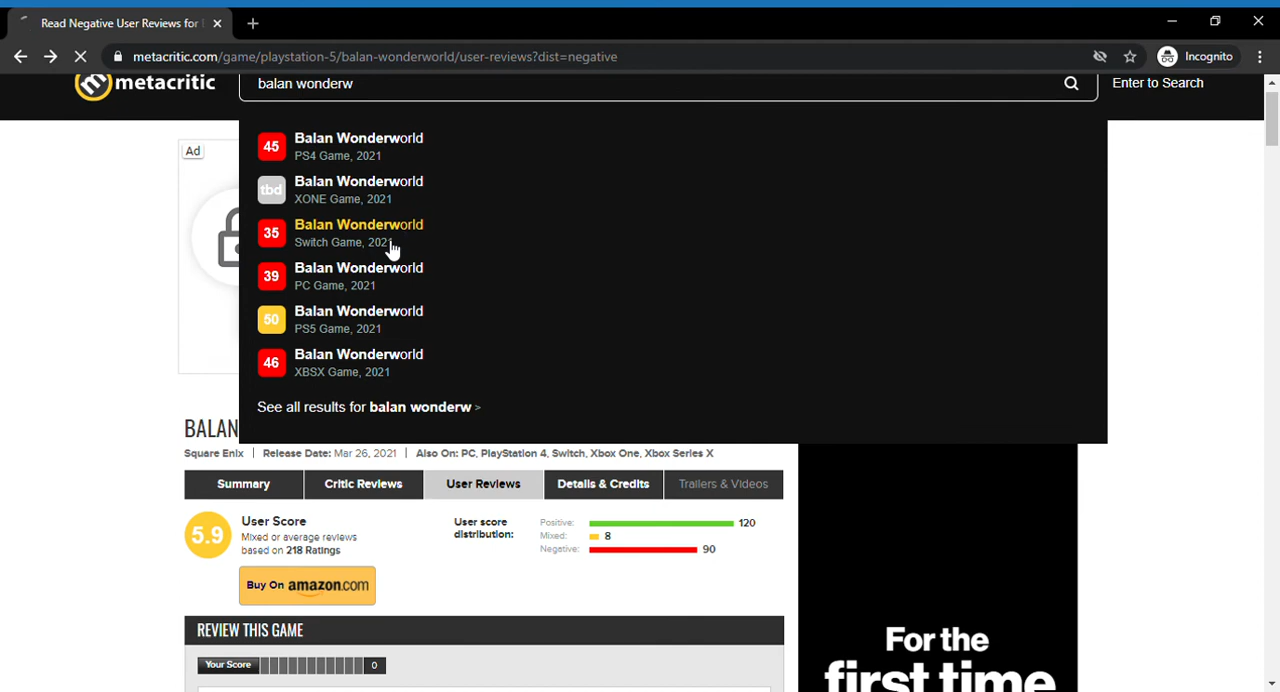 Read Negative User Reviews for
metacritic.com/game/playstation-5/balan-wonderworld/user-reviews?dist=negative
Incognito
metacritic
balan wonderw
Enter to Search
Ad
45
Balan Wonderworld
PS4 Game, 2021
tbd
Balan Wonderworld
XONE Game, 2021
35
Balan Wonderworld
Switch Game, 2021
39
Balan Wonderworld
PC Game, 2021
50
Balan Wonderworld
PS5 Game, 2021
46
Balan Wonderworld
XBSX Game, 2021
See all results for balan wonderw >
BALAN
Square Enix | Release Date: Mar 26, 2021 | Also On: PC, PlayStation 4, Switch, Xbox One, Xbox Series X
Summary
Critic Reviews
User Reviews
Details & Credits
Trailers & Videos
5.9
User Score
Mixed or average reviews
based on 218 Ratings
User score
distribution:
Positive: 120
Mixed: 8
Negative: 90
Buy On amazon.com
REVIEW THIS GAME
Your Score 0
For the
first time